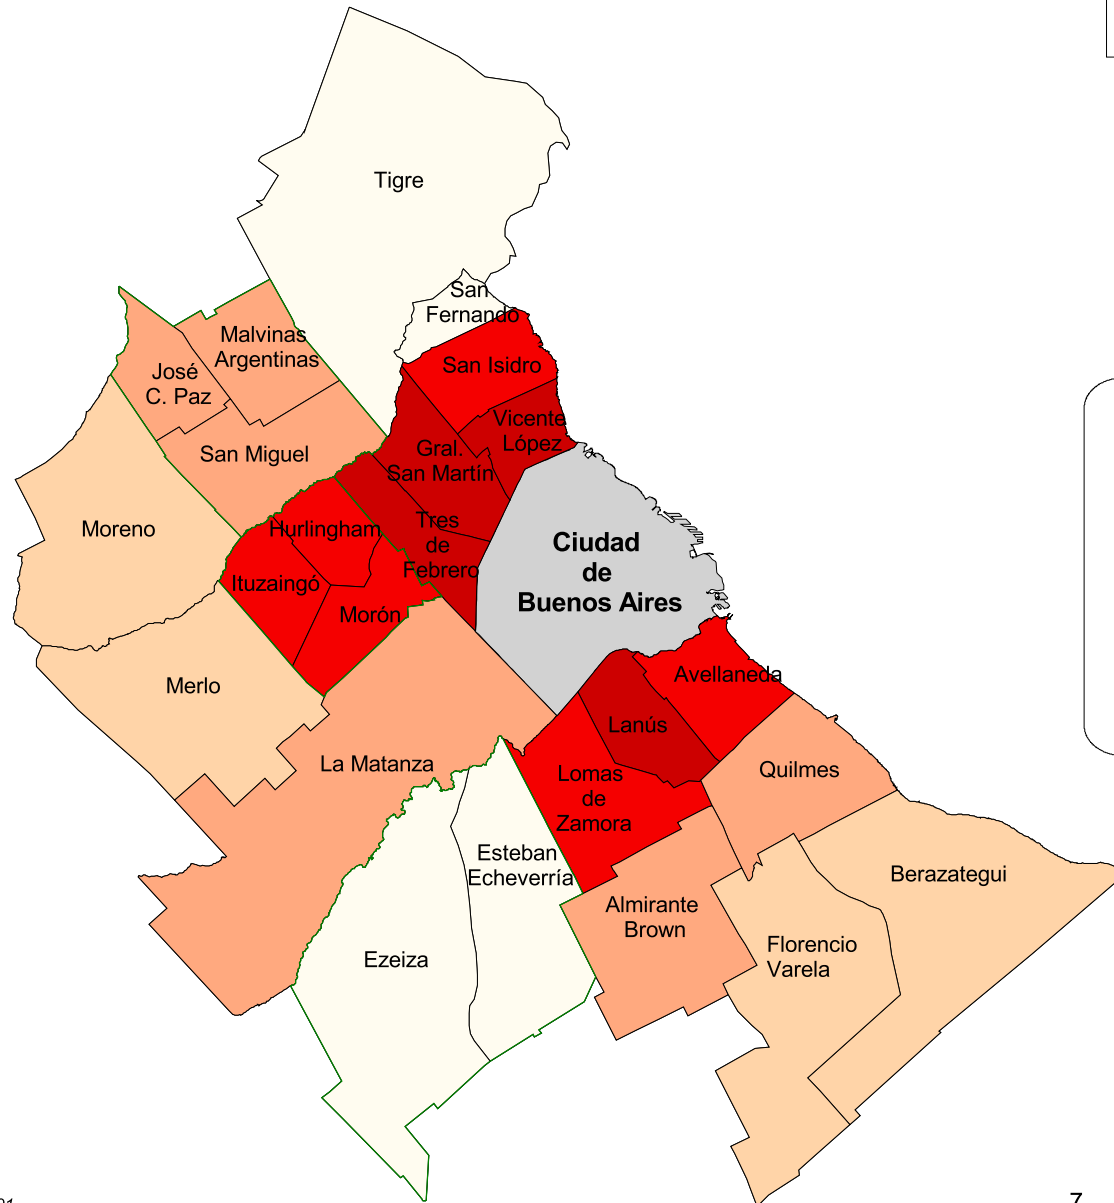 Tigre
San
Fernando
Malvinas
Argentinas
José
C. Paz
San Isidro
Vicente
López
Gral.
San Martín
San Miguel
Moreno
Hurlingham
Tres
de
Febrero
Ciudad
de
Buenos Aires
Ituzaingó
Morón
Merlo
Avellaneda
Lanús
La Matanza
Quilmes
Lomas
de
Zamora
Esteban
Echeverría
Berazategui
Almirante
Brown
Florencio
Varela
Ezeiza
7